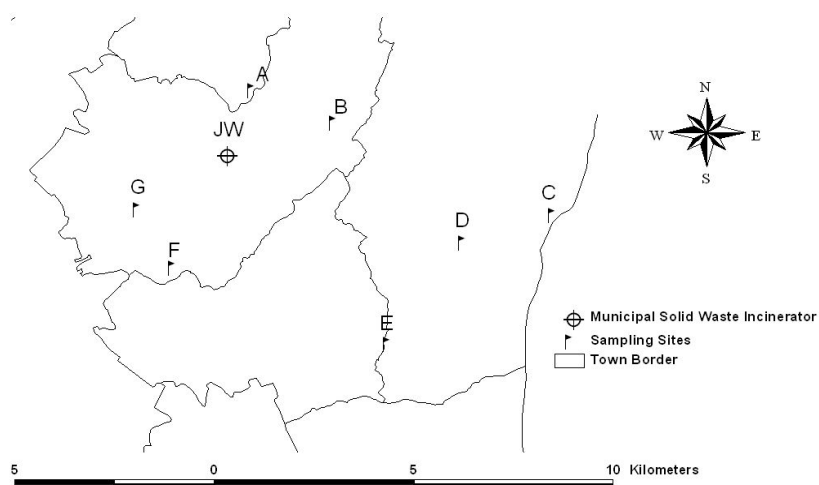 A
B
JW
N
W E
S
G
C
D
F
E
Municipal Solid Waste Incinerator
Sampling Sites
Town Border
5 0 5 10 Kilometers